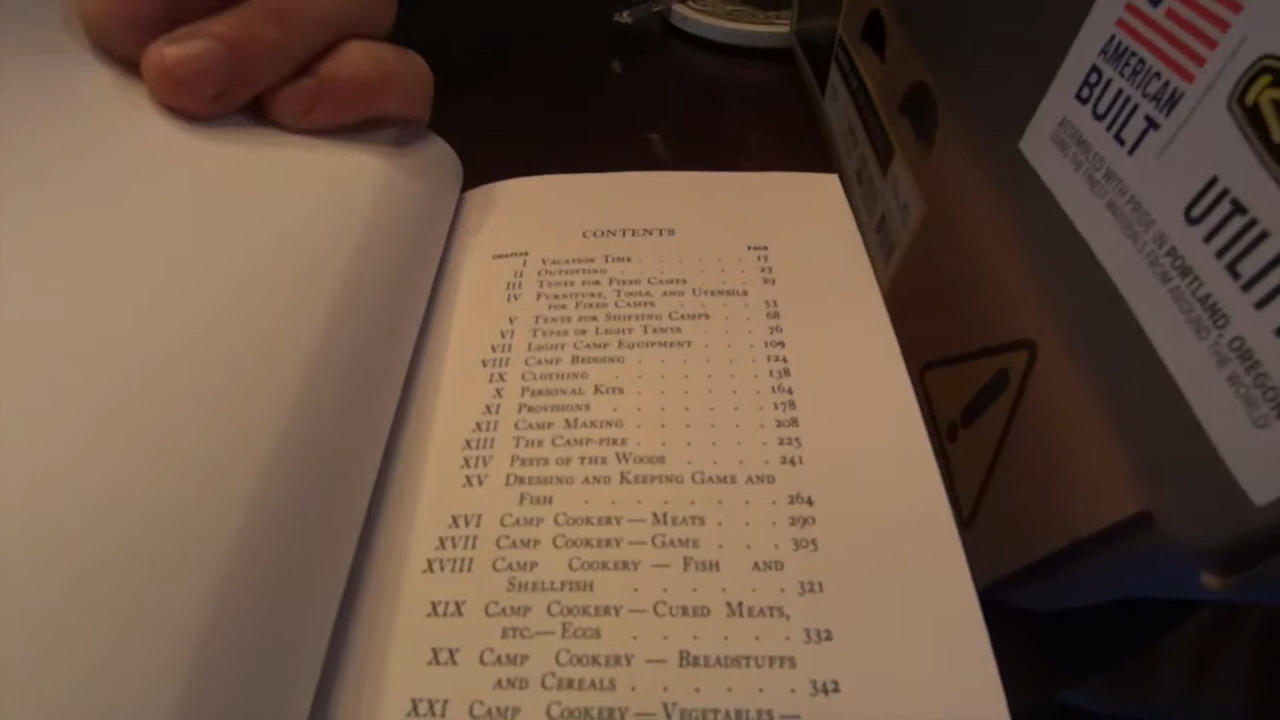 CONTENTS
CHAPTER PAGE
I VACATION TIME . . . . . . 17
II OUTFITTING . . . . . . . 23
III TENTS FOR FIXED CAMPS . . . 29
IV FURNITURE, TOOLS, AND UTENSILS
FOR FIXED CAMPS . . . . 53
V TENTS FOR SHIFTING CAMPS . . 68
VI TYPES OF LIGHT TENTS . . . 76
VII LIGHT CAMP EQUIPMENT . . . 109
VIII CAMP BEDDING . . . . . . 124
IX CLOTHING . . . . . . . 138
X PERSONAL KITS . . . . . . 164
XI PROVISIONS . . . . . . . 178
XII CAMP MAKING . . . . . . 208
XIII THE CAMP-FIRE . . . . . . 225
XIV PESTS OF THE WOODS . . . . 241
XV DRESSING AND KEEPING GAME AND
FISH . . . . . . . . 264
XVI CAMP COOKERY — MEATS . . . 290
XVII CAMP COOKERY — GAME . . . 305
XVIII CAMP COOKERY — FISH AND
SHELLFISH . . . . . . 321
XIX CAMP COOKERY — CURED MEATS,
ETC.— EGGS . . . . . . 332
XX CAMP COOKERY — BREADSTUFFS
AND CEREALS . . . . . . 342
XXI CAMP COOKERY — VEGETABLES —
AMERICAN
BUILT
ASSEMBLED WITH PRIDE IN PORTLAND, OREGON
USING THE FINEST MATERIALS FROM AROUND THE WORLD